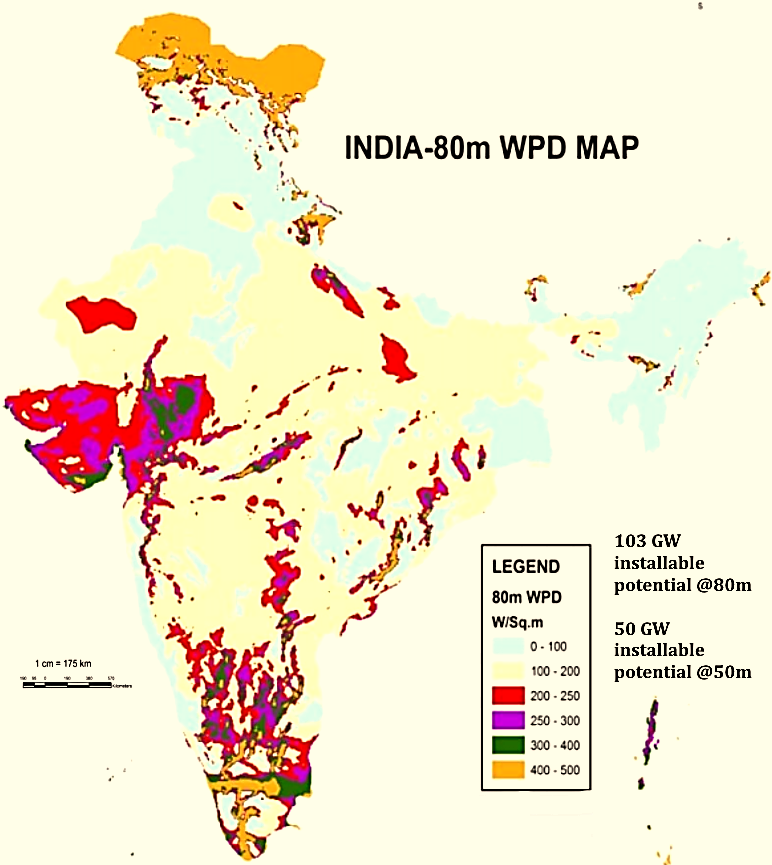 s
INDIA-80m WPD MAP
103 GW
installable
potential @80m
50 GW
installable
potential @50m
LEGEND
80m WPD
W/Sq.m
0 - 100
100 - 200
200 - 250
250 - 300
300 - 400
400 - 500
1 cm = 175 km